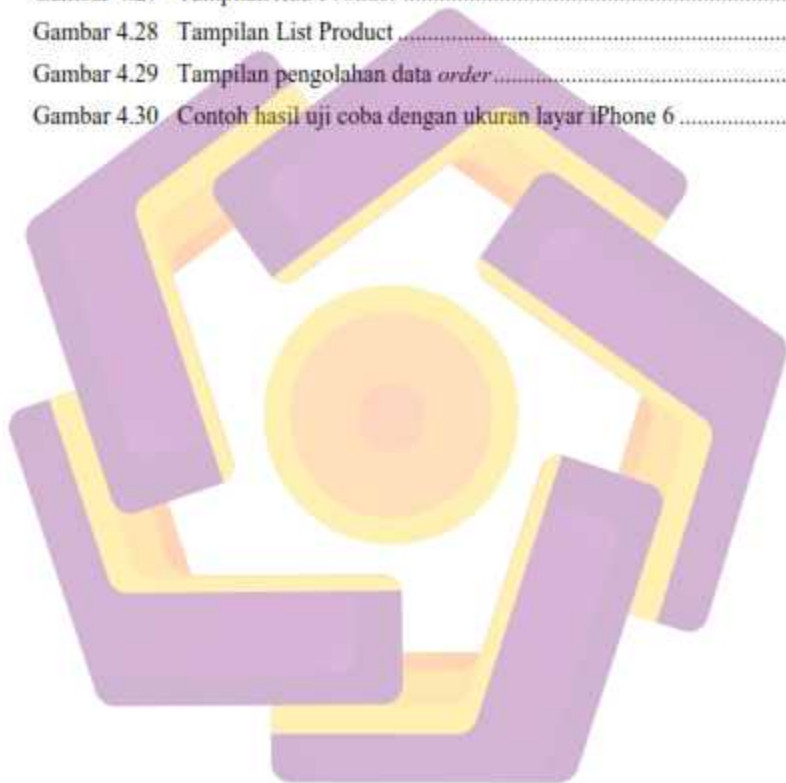 Gambar 4.28 Tampilan List Product ....................................................................
Gambar 4.29 Tampilan pengolahan data order..................................................
Gambar 4.30 Contoh hasil uji coba dengan ukuran layar iPhone 6 ..................